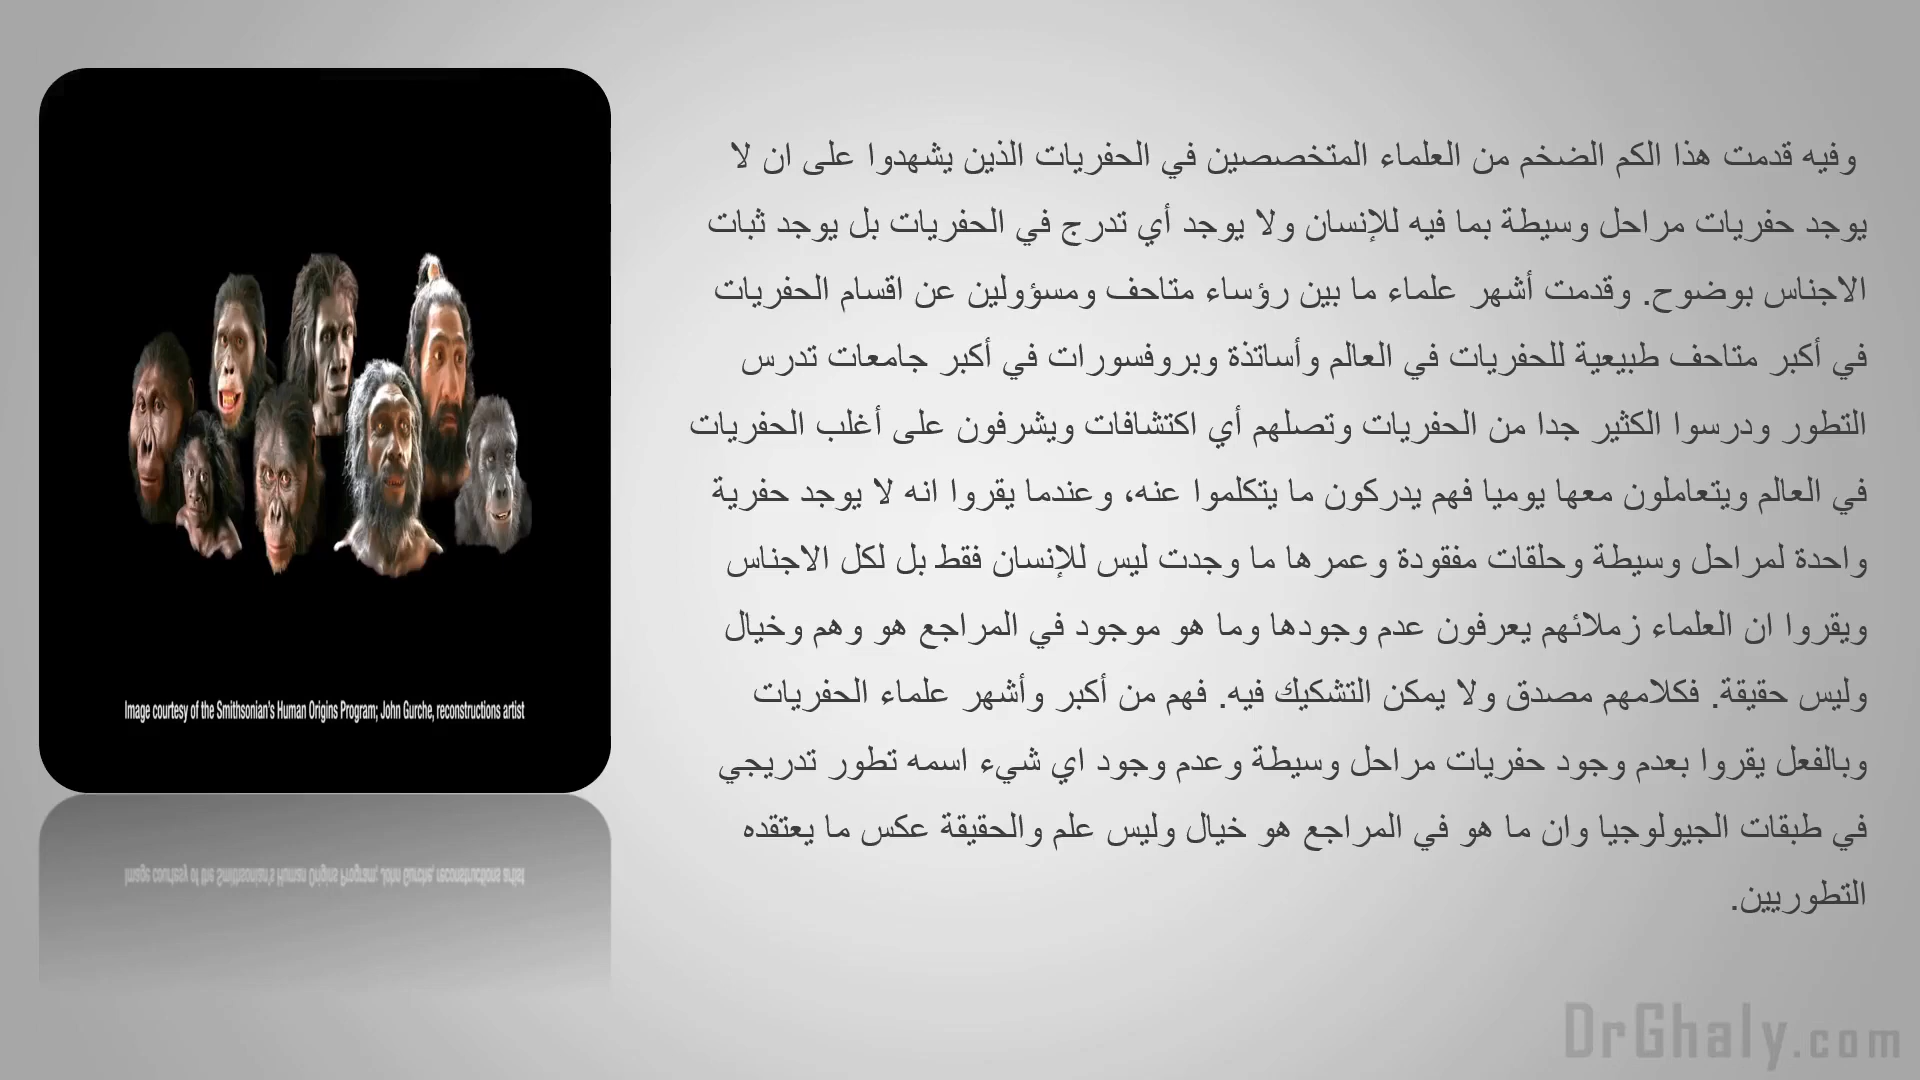 وفيه قدمت هذا الكم الضخم من العلماء المتخصصين في الحفريات الذين يشهدوا على ان لا
يوجد حفريات مراحل وسيطة بما فيه للإنسان ولا يوجد أي تدرج في الحفريات بل يوجد ثبات
الاجناس بوضوح. وقدمت أشهر علماء ما بين رؤساء متاحف ومسؤولين عن اقسام الحفريات
في أكبر متاحف طبيعية للحفريات في العالم وأساتذة وبروفسورات في أكبر جامعات تدرس
التطور ودرسوا الكثير جدا من الحفريات وتصلهم أي اكتشافات ويشرفون على أغلب الحفريات
في العالم ويتعاملون معها يوميا فهم يدركون ما يتكلموا عنه، وعندما يقروا انه لا يوجد حفرية
واحدة لمراحل وسيطة وحلقات مفقودة وعمرها ما وجدت ليس للإنسان فقط بل لكل الاجناس
ويقروا ان العلماء زملائهم يعرفون عدم وجودها وما هو موجود في المراجع هو وهم وخيال
وليس حقيقة. فكلامهم مصدق ولا يمكن التشكيك فيه. فهم من أكبر وأشهر علماء الحفريات
وبالفعل يقروا بعدم وجود حفريات مراحل وسيطة وعدم وجود اي شيء اسمه تطور تدريجي
في طبقات الجيولوجيا وان ما هو في المراجع هو خيال وليس علم والحقيقة عكس ما يعتقده
التطوريين.
Image courtesy of the Smithsonian's Human Origins Program; John Gurche, reconstructions artist
DrGhaly.com